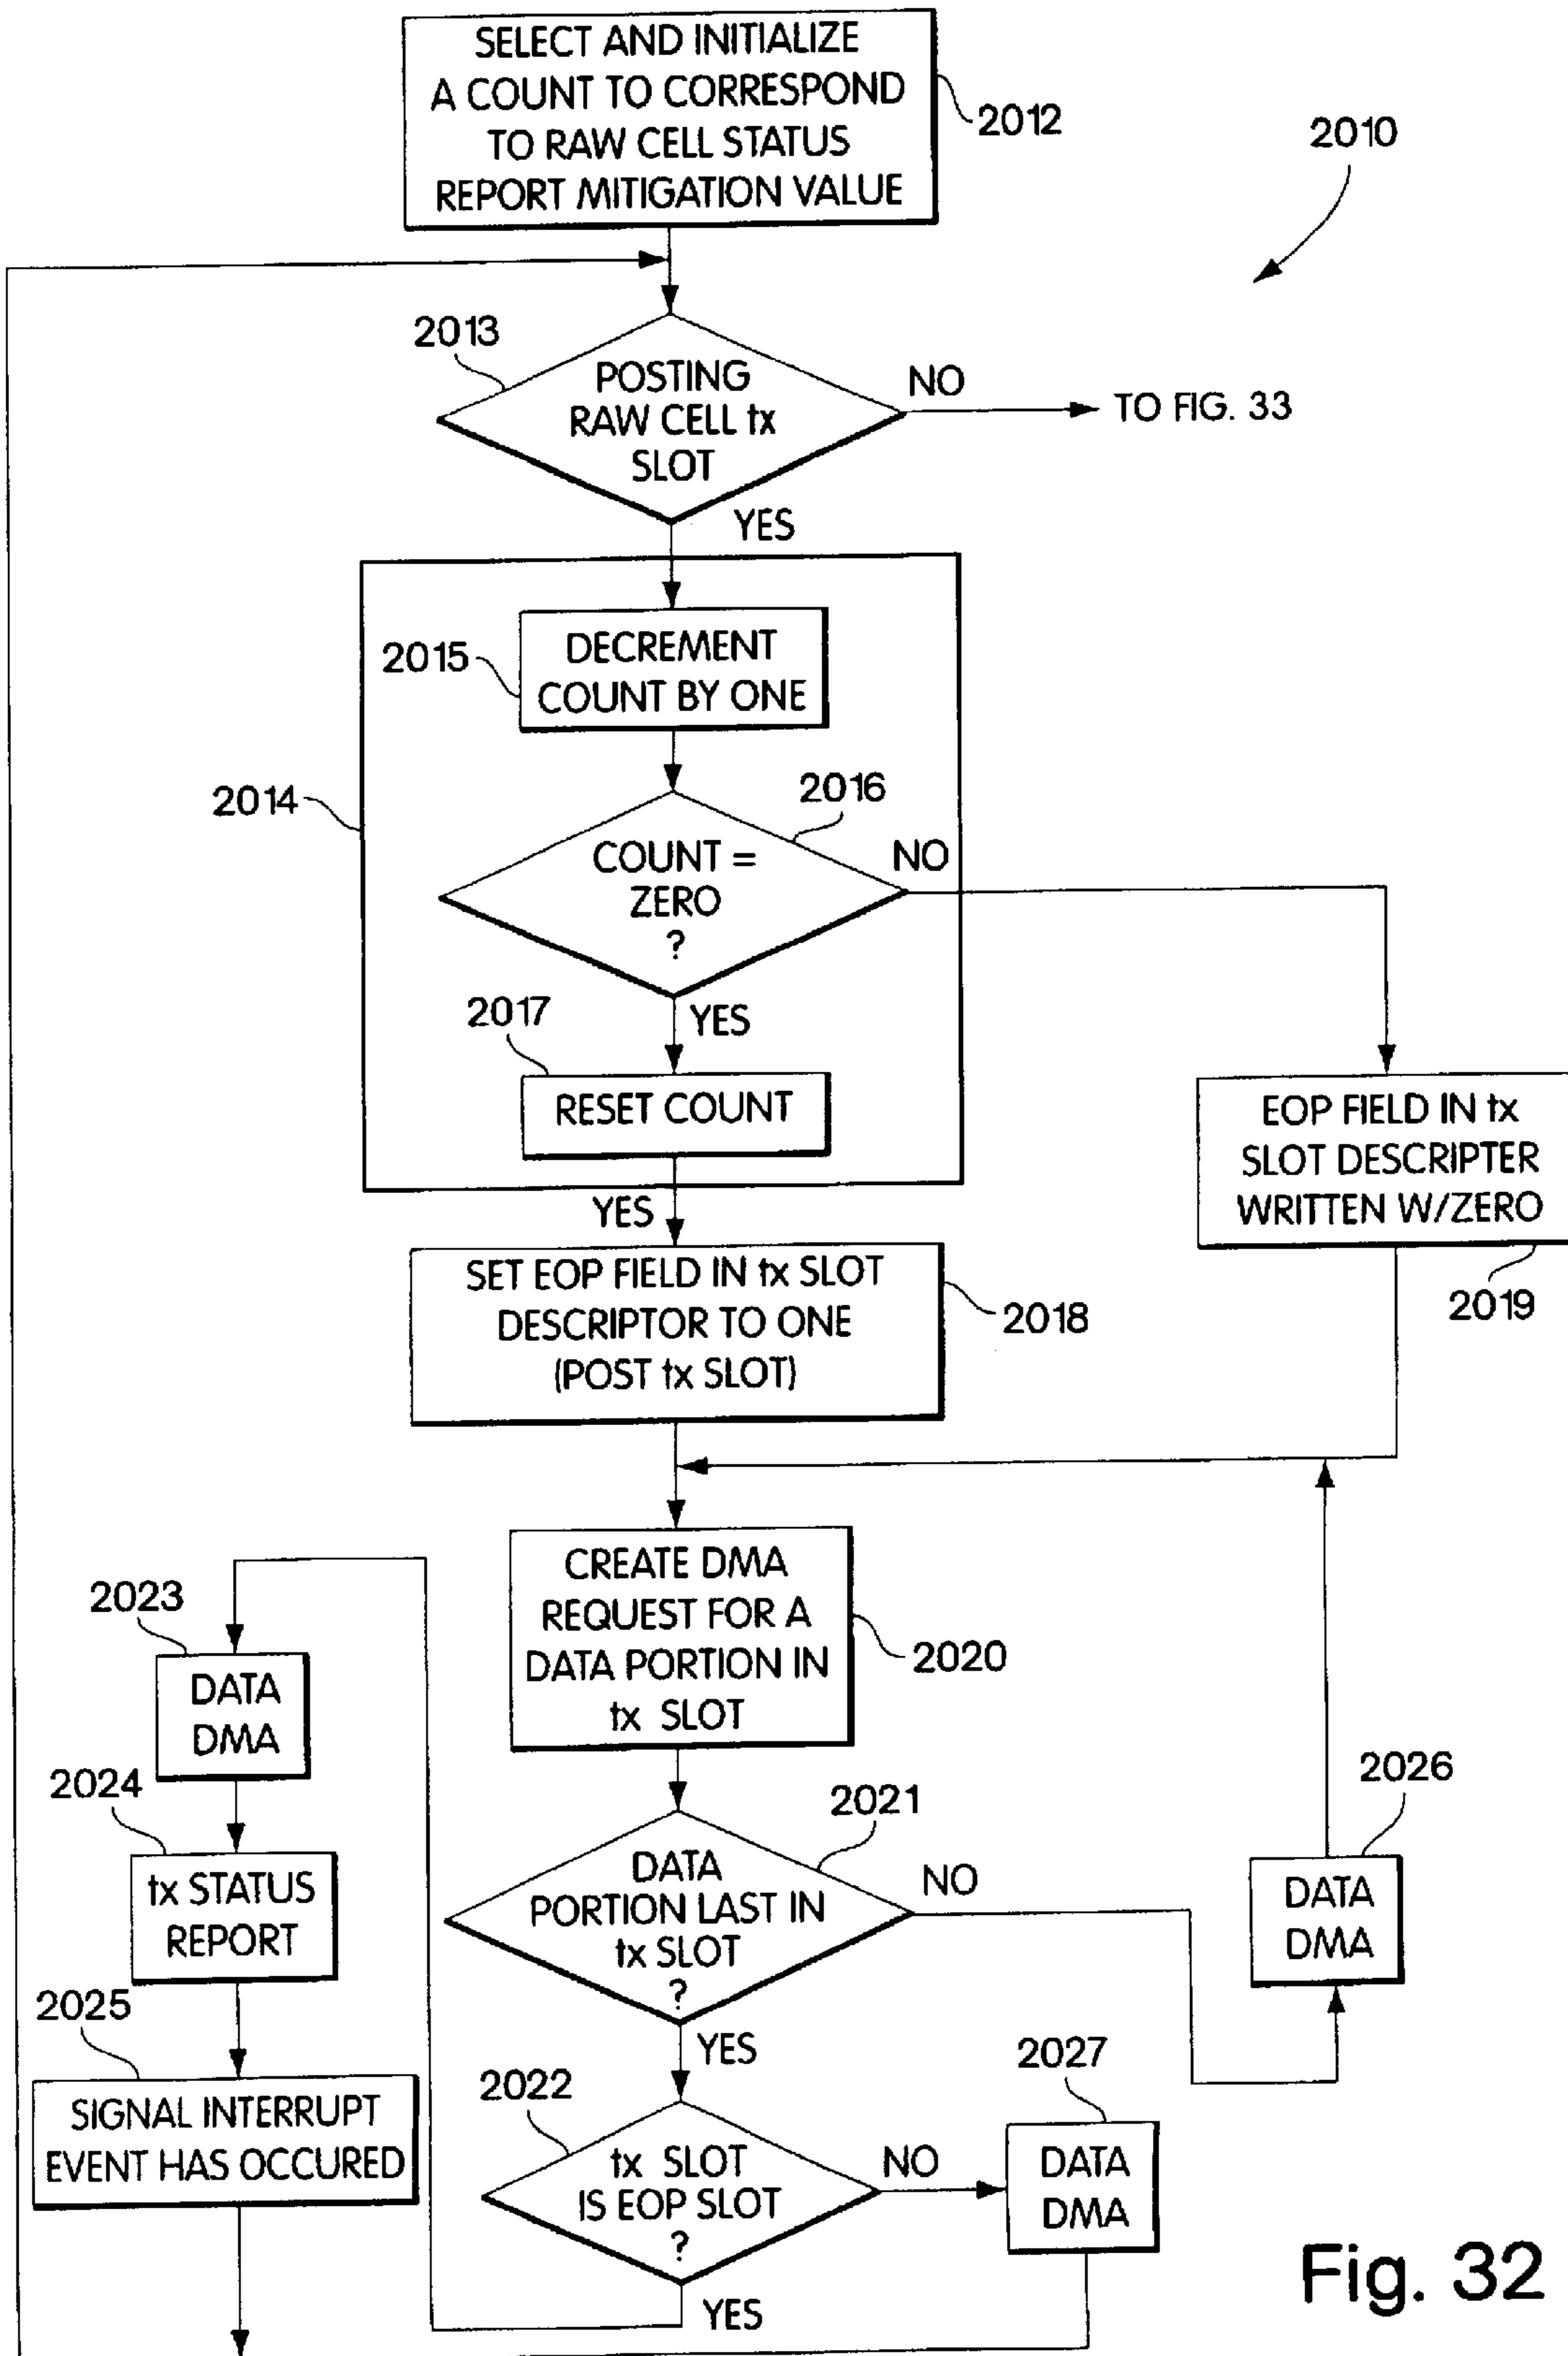 SELECT AND INITIALIZE
A COUNT TO CORRESPOND
TO RAW CELL STATUS
REPORT MITIGATION VALUE
2012
2010
2013
POSTING
RAW CELL tx
SLOT
NO
TO FIG. 33
YES
2014
2015
DECREMENT
COUNT BY ONE
2016
COUNT =
ZERO
?
NO
YES
2017
RESET COUNT
YES
EOP FIELD IN tx
SLOT DESCRIPTER
WRITTEN W/ZERO
2019
SET EOP FIELD IN tx SLOT
DESCRIPTOR TO ONE
(POST tx SLOT)
2018
CREATE DMA
REQUEST FOR A
DATA PORTION IN
tx SLOT
2020
2023
DATA
DMA
2024
tx STATUS
REPORT
2025
SIGNAL INTERRUPT
EVENT HAS OCCURED
2021
DATA
PORTION LAST IN
tx SLOT
?
NO
YES
2026
DATA
DMA
2022
tx SLOT
IS EOP SLOT
?
NO
YES
2027
DATA
DMA
Fig. 32